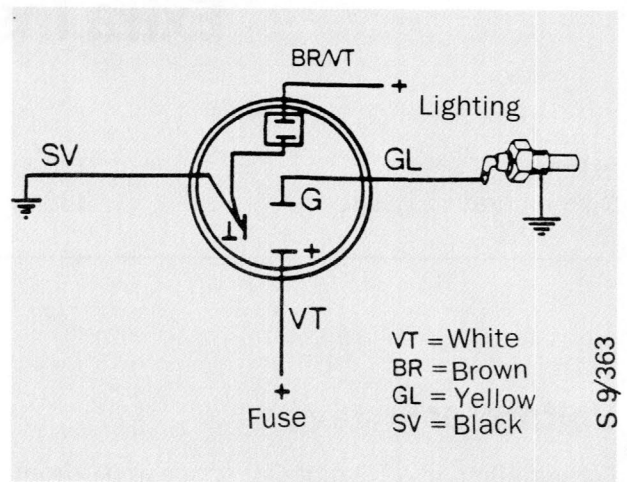 BR/VT
+
Lighting
SV
GL
G
⊥
+
VT
+
Fuse
VT = White
BR = Brown
GL = Yellow
SV = Black
S 9/363